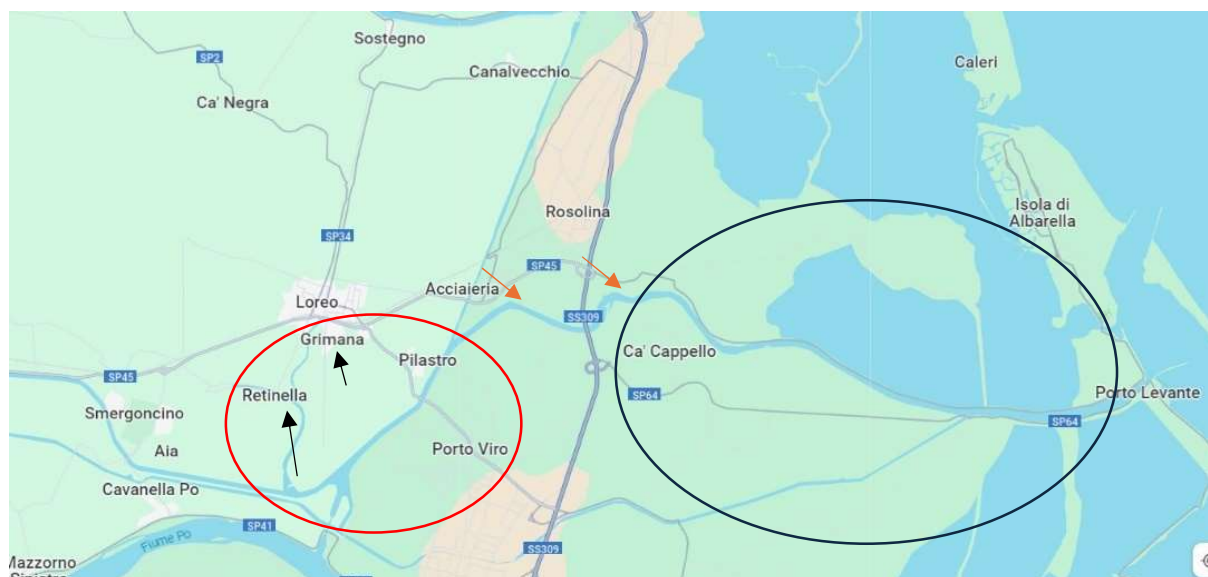 Sostegno
SP2
Canalvecchio
Caleri
Ca' Negra
Rosolina
Isola di
Albarella
SP34
SP45
Acciaieria
Loreo
SS309
Grimana
Ca' Cappello
Pilastro
SP45
Retinella
Porto Levante
SP64
Smergoncino
SP64
Aia
Porto Viro
Cavanella Po
SP41
Fiume Po
SS309
Mazzorno